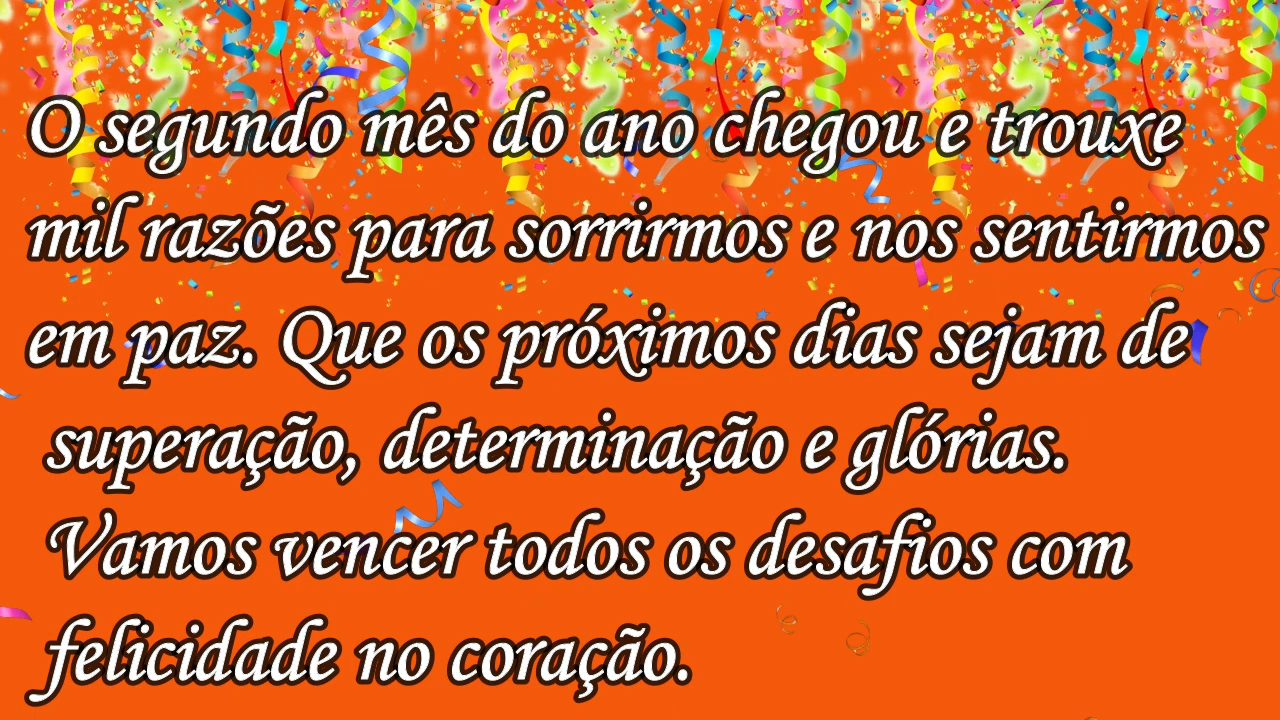 O segundo mês do ano chegou e trouxe
mil razões para sorrirmos e nos sentirmos
em paz. Que os próximos dias sejam de
superação, determinação e glórias.
Vamos vencer todos os desafios com
felicidade no coração.